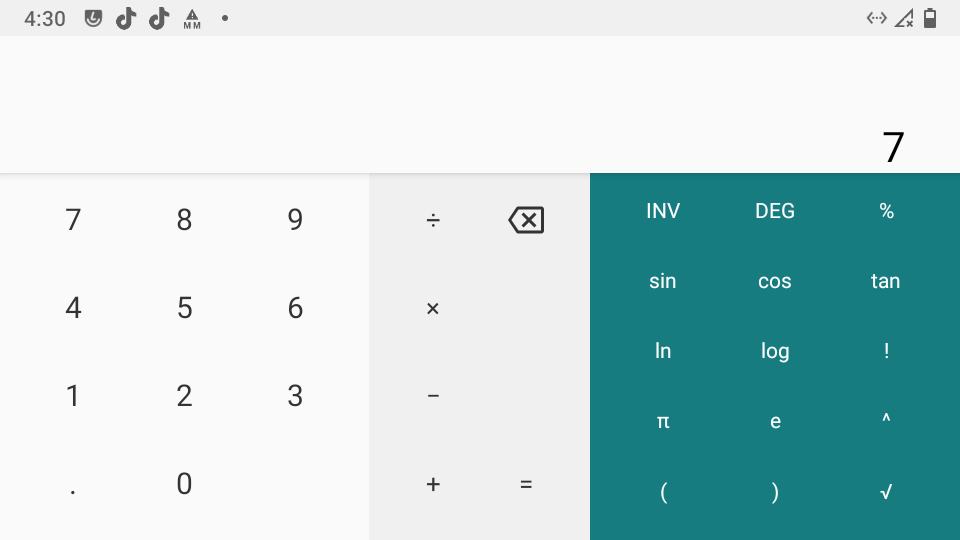 4:30
MM
7
7 8 9 ÷ INV DEG %
4 5 6 × sin cos tan
1 2 3 − ln log !
. 0 + = π e ^
( ) √